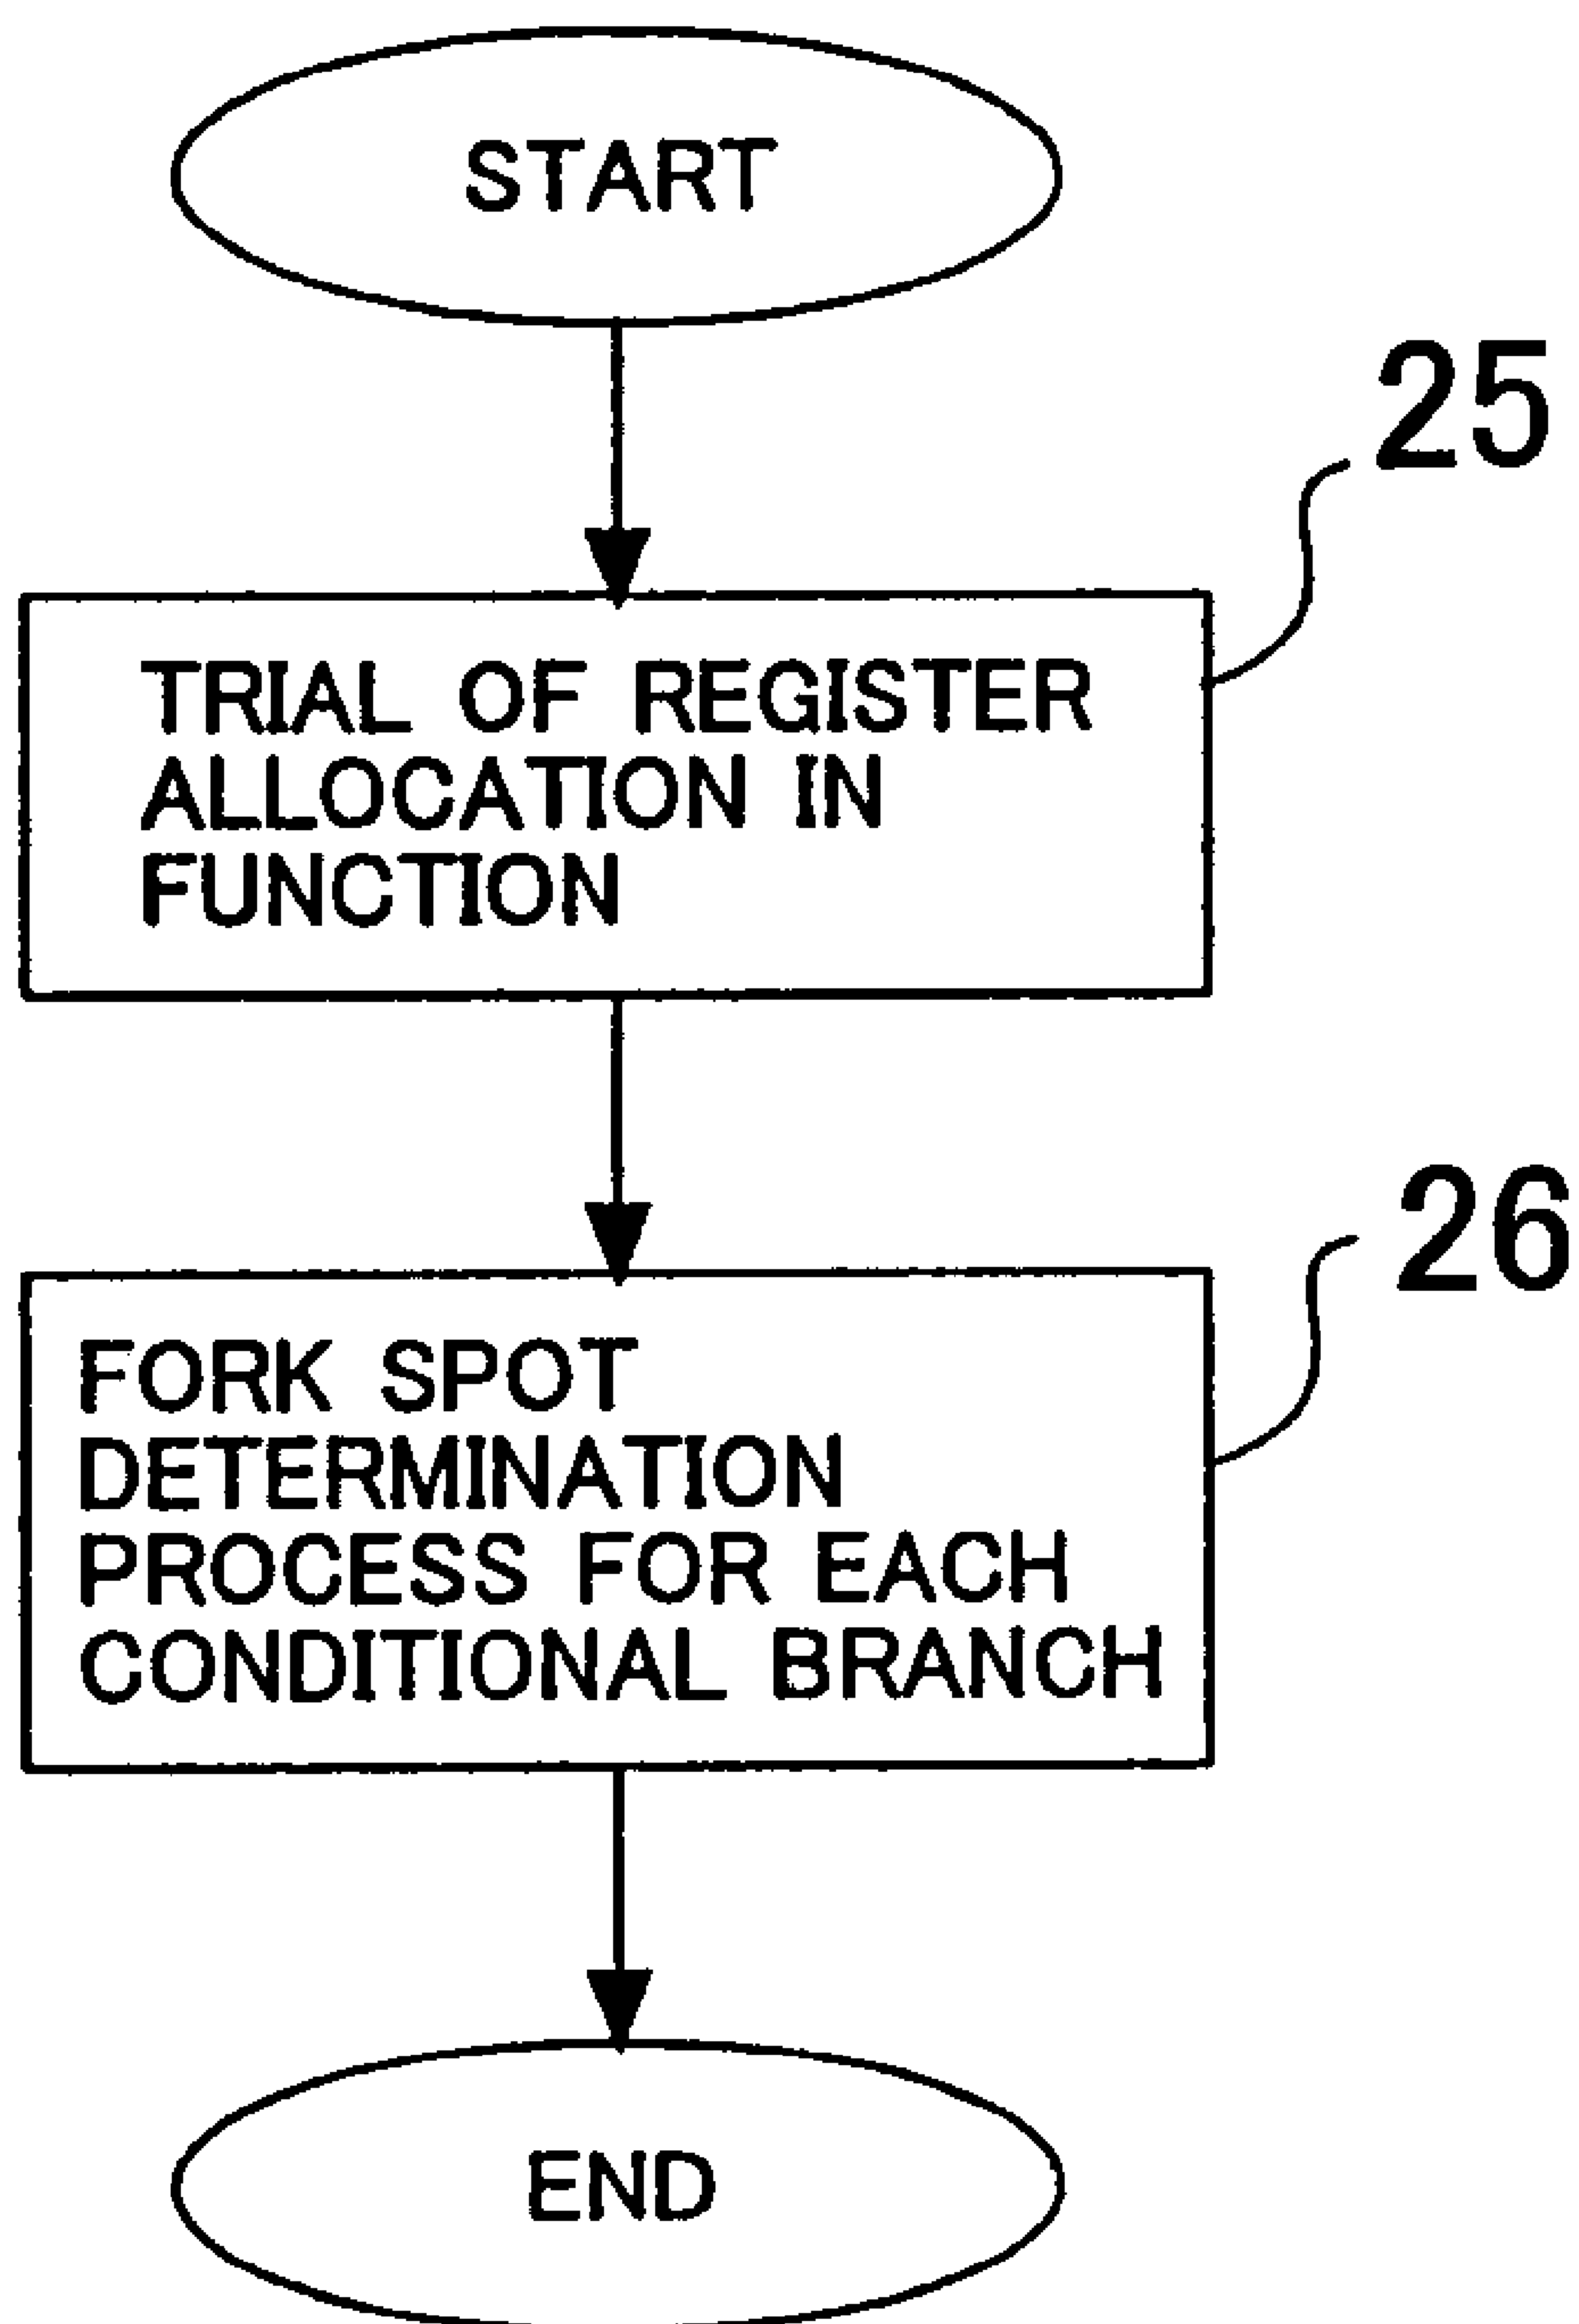 START
25
TRIAL OF REGISTER
ALLOCATION IN
FUNCTION
26
FORK SPOT
DETERMINATION
PROCESS FOR EACH
CONDITIONAL BRANCH
END